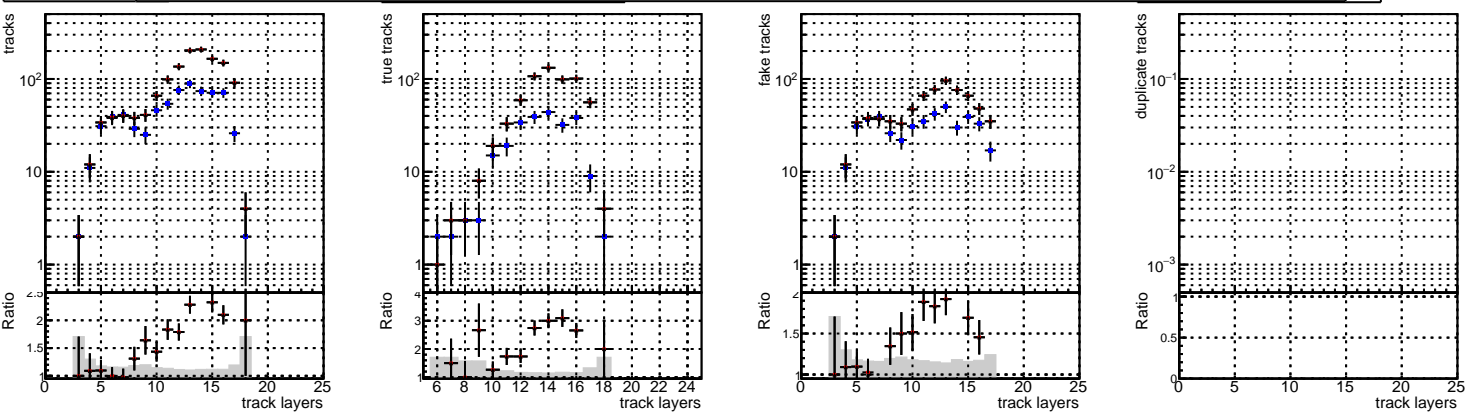 tracks
10²
10
1
Ratio
2.5
2
1.5
1
0 5 10 15 20 25
track layers
true tracks
10²
10
1
Ratio
4
3
2
6 8 10 12 14 16 18 20 22 24
track layers
fake tracks
10²
10
1
Ratio
2
1.5
1
0 5 10 15 20 25
track layers
duplicate tracks
10⁻¹
10⁻²
10⁻³
Ratio
1
0.5
0
0 5 10 15 20 25
track layers